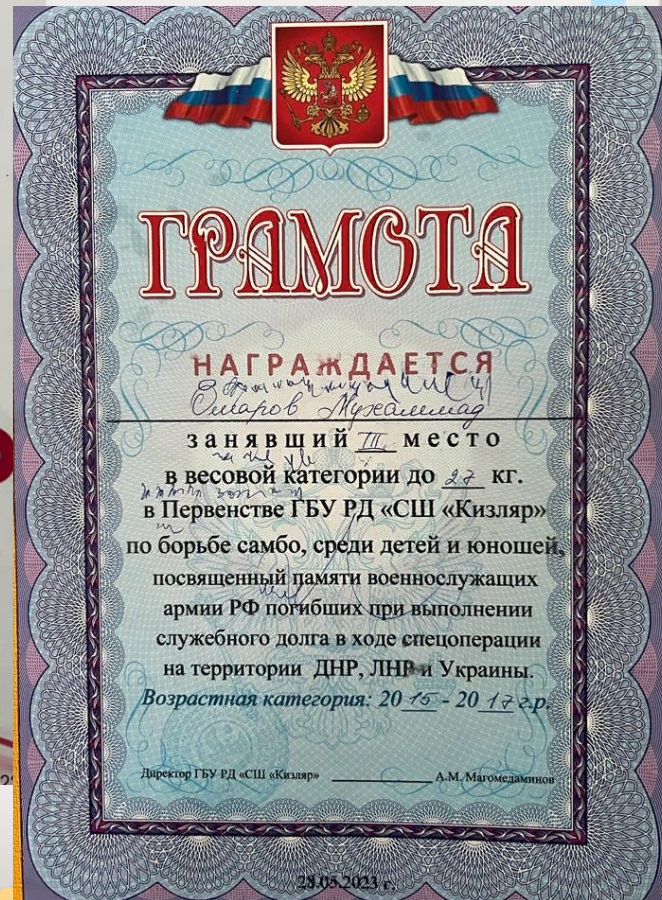 ГРАМОТА
НАГРАЖДАЕТСЯ
Омаров Мухаммад
занявший III место
в весовой категории до 27 кг.
в Первенстве ГБУ РД «СШ «Кизляр»
по борьбе самбо, среди детей и юношей,
посвященный памяти военнослужащих
армии РФ погибших при выполнении
служебного долга в ходе спецоперации
на территории ДНР, ЛНР и Украины.
Возрастная категория: 2015 - 2017 г.р.
Директор ГБУ РД «СШ «Кизляр» ____________ А.М. Магомедаминов
28.05.2023 г.